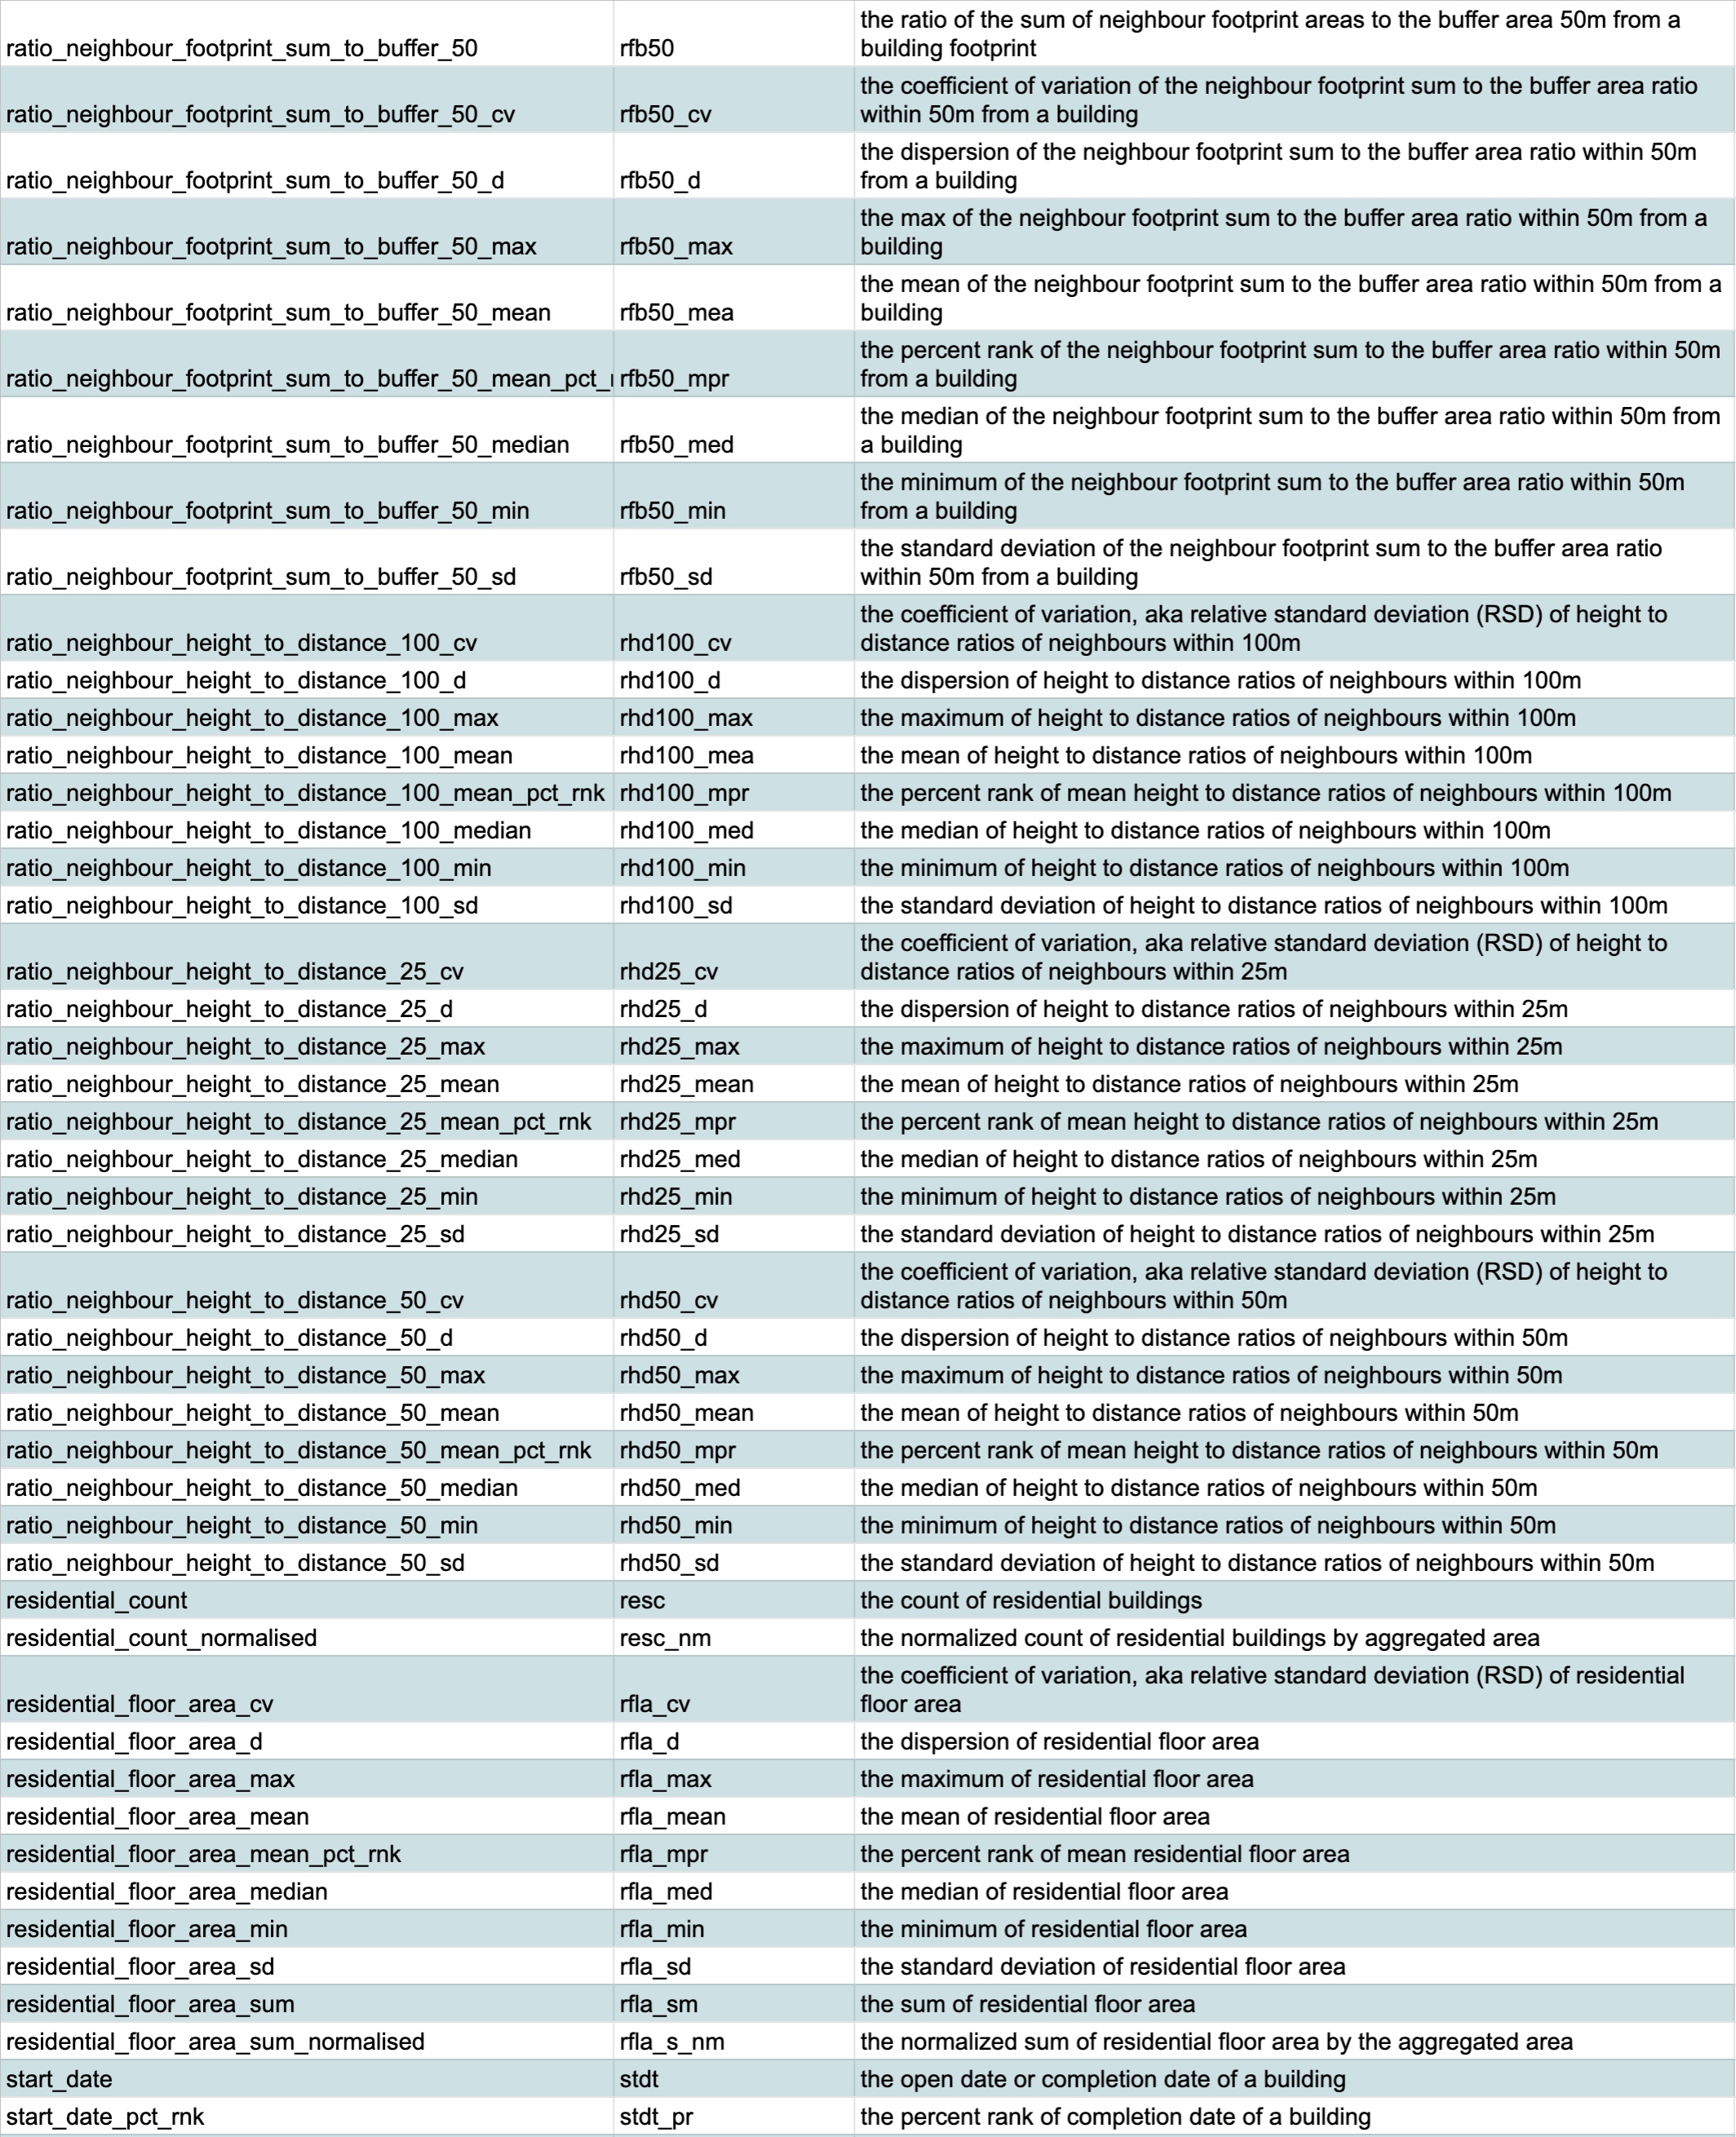 the ratio of the sum of neighbour footprint areas to the buffer area 50m from a
ratio_neighbour_footprint_sum_to_buffer_50 rfb50 building footprint
the coefficient of variation of the neighbour footprint sum to the buffer area ratio
ratio_neighbour_footprint_sum_to_buffer_50_cv rfb50_cv within 50m from a building
the dispersion of the neighbour footprint sum to the buffer area ratio within 50m
ratio_neighbour_footprint_sum_to_buffer_50_d rfb50_d from a building
the max of the neighbour footprint sum to the buffer area ratio within 50m from a
ratio_neighbour_footprint_sum_to_buffer_50_max rfb50_max building
the mean of the neighbour footprint sum to the buffer area ratio within 50m from a
ratio_neighbour_footprint_sum_to_buffer_50_mean rfb50_mea building
the percent rank of the neighbour footprint sum to the buffer area ratio within 50m
ratio_neighbour_footprint_sum_to_buffer_50_mean_pct_ rfb50_mpr from a building
the median of the neighbour footprint sum to the buffer area ratio within 50m from
ratio_neighbour_footprint_sum_to_buffer_50_median rfb50_med a building
the minimum of the neighbour footprint sum to the buffer area ratio within 50m
ratio_neighbour_footprint_sum_to_buffer_50_min rfb50_min from a building
the standard deviation of the neighbour footprint sum to the buffer area ratio
ratio_neighbour_footprint_sum_to_buffer_50_sd rfb50_sd within 50m from a building
the coefficient of variation, aka relative standard deviation (RSD) of height to
ratio_neighbour_height_to_distance_100_cv rhd100_cv distance ratios of neighbours within 100m
ratio_neighbour_height_to_distance_100_d rhd100_d the dispersion of height to distance ratios of neighbours within 100m
ratio_neighbour_height_to_distance_100_max rhd100_max the maximum of height to distance ratios of neighbours within 100m
ratio_neighbour_height_to_distance_100_mean rhd100_mea the mean of height to distance ratios of neighbours within 100m
ratio_neighbour_height_to_distance_100_mean_pct_rnk rhd100_mpr the percent rank of mean height to distance ratios of neighbours within 100m
ratio_neighbour_height_to_distance_100_median rhd100_med the median of height to distance ratios of neighbours within 100m
ratio_neighbour_height_to_distance_100_min rhd100_min the minimum of height to distance ratios of neighbours within 100m
ratio_neighbour_height_to_distance_100_sd rhd100_sd the standard deviation of height to distance ratios of neighbours within 100m
the coefficient of variation, aka relative standard deviation (RSD) of height to
ratio_neighbour_height_to_distance_25_cv rhd25_cv distance ratios of neighbours within 25m
ratio_neighbour_height_to_distance_25_d rhd25_d the dispersion of height to distance ratios of neighbours within 25m
ratio_neighbour_height_to_distance_25_max rhd25_max the maximum of height to distance ratios of neighbours within 25m
ratio_neighbour_height_to_distance_25_mean rhd25_mean the mean of height to distance ratios of neighbours within 25m
ratio_neighbour_height_to_distance_25_mean_pct_rnk rhd25_mpr the percent rank of mean height to distance ratios of neighbours within 25m
ratio_neighbour_height_to_distance_25_median rhd25_med the median of height to distance ratios of neighbours within 25m
ratio_neighbour_height_to_distance_25_min rhd25_min the minimum of height to distance ratios of neighbours within 25m
ratio_neighbour_height_to_distance_25_sd rhd25_sd the standard deviation of height to distance ratios of neighbours within 25m
the coefficient of variation, aka relative standard deviation (RSD) of height to
ratio_neighbour_height_to_distance_50_cv rhd50_cv distance ratios of neighbours within 50m
ratio_neighbour_height_to_distance_50_d rhd50_d the dispersion of height to distance ratios of neighbours within 50m
ratio_neighbour_height_to_distance_50_max rhd50_max the maximum of height to distance ratios of neighbours within 50m
ratio_neighbour_height_to_distance_50_mean rhd50_mean the mean of height to distance ratios of neighbours within 50m
ratio_neighbour_height_to_distance_50_mean_pct_rnk rhd50_mpr the percent rank of mean height to distance ratios of neighbours within 50m
ratio_neighbour_height_to_distance_50_median rhd50_med the median of height to distance ratios of neighbours within 50m
ratio_neighbour_height_to_distance_50_min rhd50_min the minimum of height to distance ratios of neighbours within 50m
ratio_neighbour_height_to_distance_50_sd rhd50_sd the standard deviation of height to distance ratios of neighbours within 50m
residential_count resc the count of residential buildings
residential_count_normalised resc_nm the normalized count of residential buildings by aggregated area
the coefficient of variation, aka relative standard deviation (RSD) of residential
residential_floor_area_cv rfla_cv floor area
residential_floor_area_d rfla_d the dispersion of residential floor area
residential_floor_area_max rfla_max the maximum of residential floor area
residential_floor_area_mean rfla_mean the mean of residential floor area
residential_floor_area_mean_pct_rnk rfla_mpr the percent rank of mean residential floor area
residential_floor_area_median rfla_med the median of residential floor area
residential_floor_area_min rfla_min the minimum of residential floor area
residential_floor_area_sd rfla_sd the standard deviation of residential floor area
residential_floor_area_sum rfla_sm the sum of residential floor area
residential_floor_area_sum_normalised rfla_s_nm the normalized sum of residential floor area by the aggregated area
start_date stdt the open date or completion date of a building
start_date_pct_rnk stdt_pr the percent rank of completion date of a building